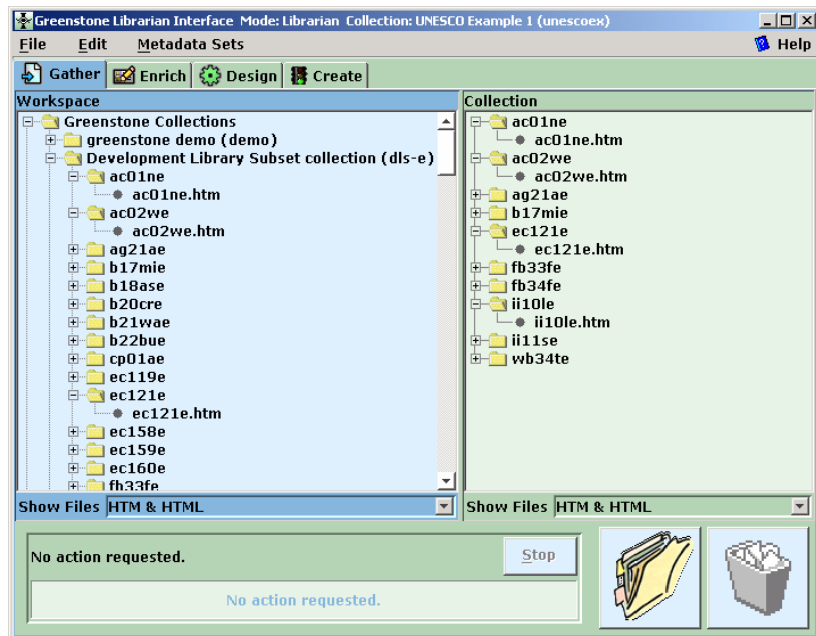 Greenstone Librarian Interface  Mode: Librarian  Collection: UNESCO Example 1 (unescoex)
File Edit Metadata Sets Help
Gather Enrich Design Create
Workspace
Greenstone Collections
greenstone demo (demo)
Development Library Subset collection (dls-e)
ac01ne
ac01ne.htm
ac02we
ac02we.htm
ag21ae
b17mie
b18ase
b20cre
b21wae
b22bue
cp01ae
ec119e
ec121e
ec121e.htm
ec158e
ec159e
ec160e
fb33fe
Show Files HTM & HTML
Collection
ac01ne
ac01ne.htm
ac02we
ac02we.htm
ag21ae
b17mie
ec121e
ec121e.htm
fb33fe
fb34fe
ii10le
ii10le.htm
ii11se
wb34te
Show Files HTM & HTML
No action requested. Stop
No action requested.